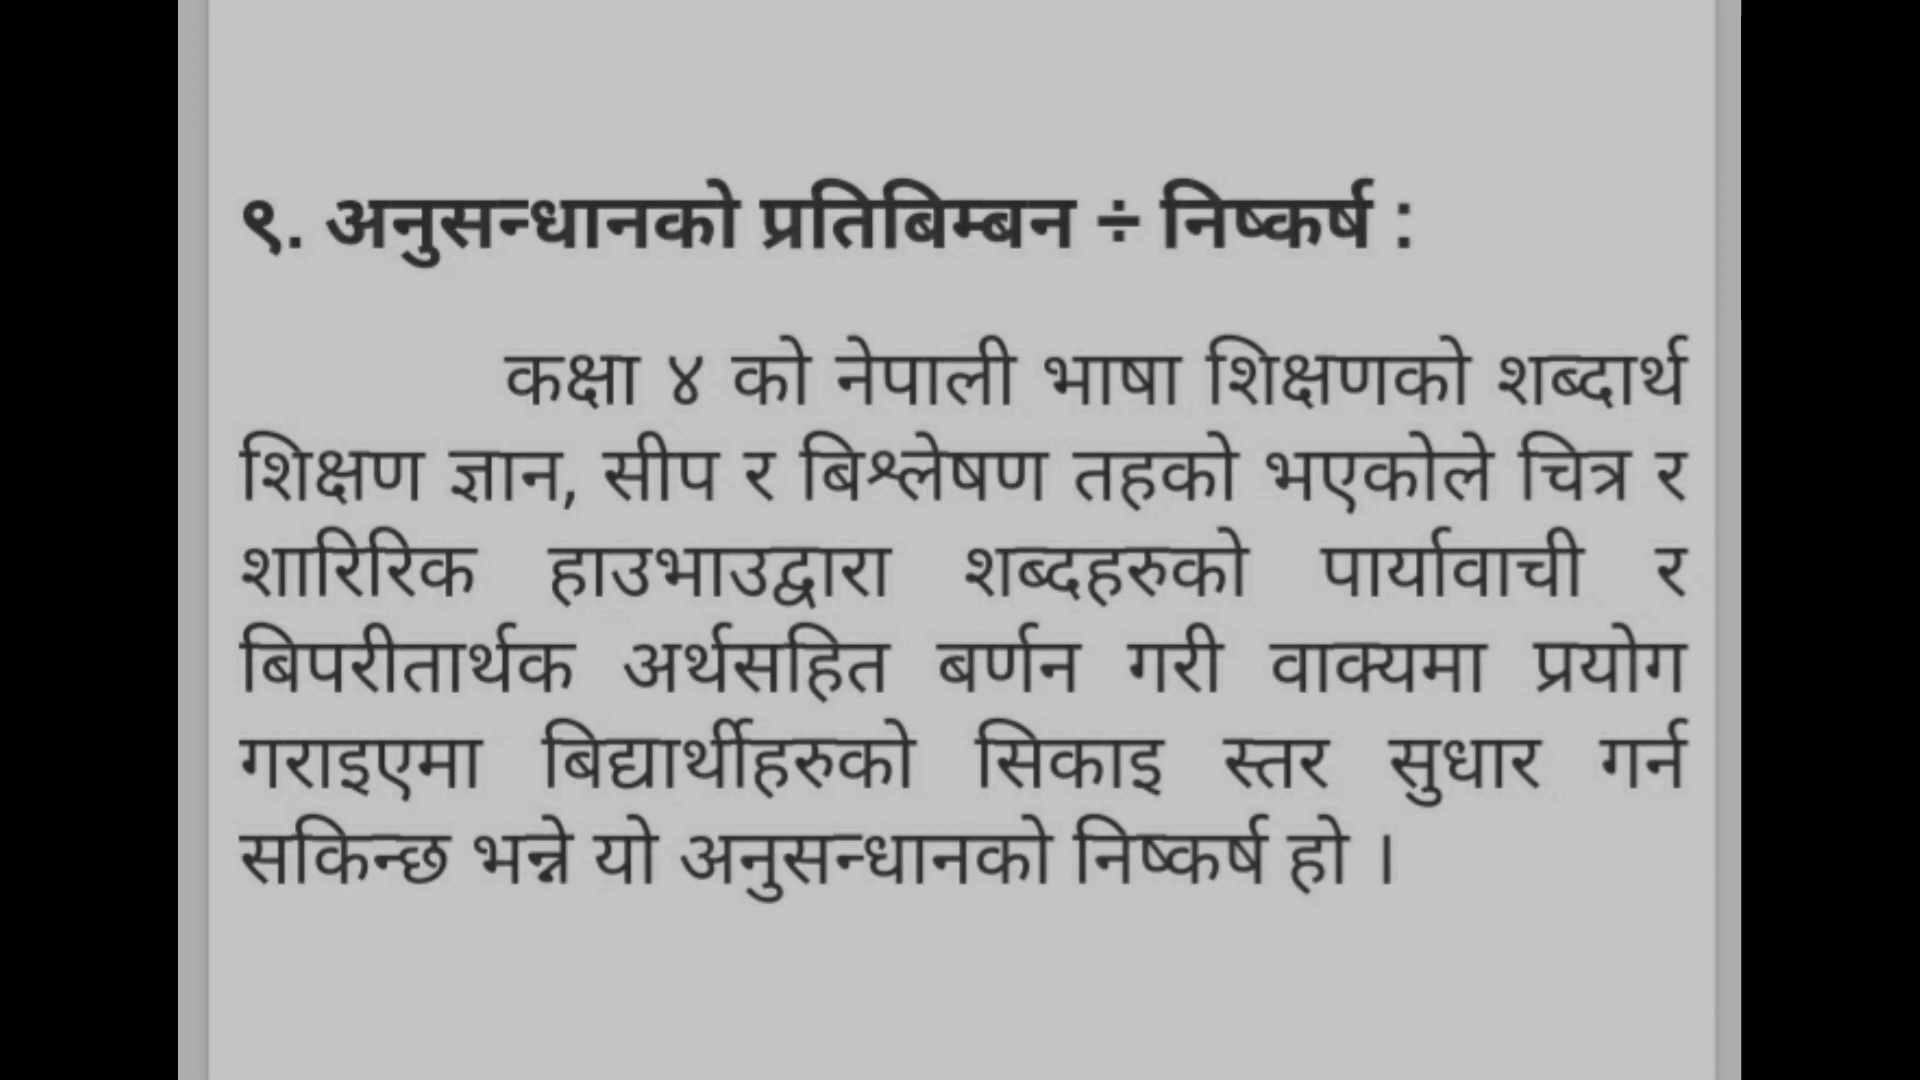 ९. अनुसन्धानको प्रतिबिम्बन ÷ निष्कर्ष :
कक्षा ४ को नेपाली भाषा शिक्षणको शब्दार्थ
शिक्षण ज्ञान, सीप र बिश्लेषण तहको भएकोले चित्र र
शारिरिक हाउभाउद्वारा शब्दहरुको पार्यावाची र
बिपरीतार्थक अर्थसहित बर्णन गरी वाक्यमा प्रयोग
गराइएमा बिद्यार्थीहरुको सिकाइ स्तर सुधार गर्न
सकिन्छ भन्ने यो अनुसन्धानको निष्कर्ष हो ।